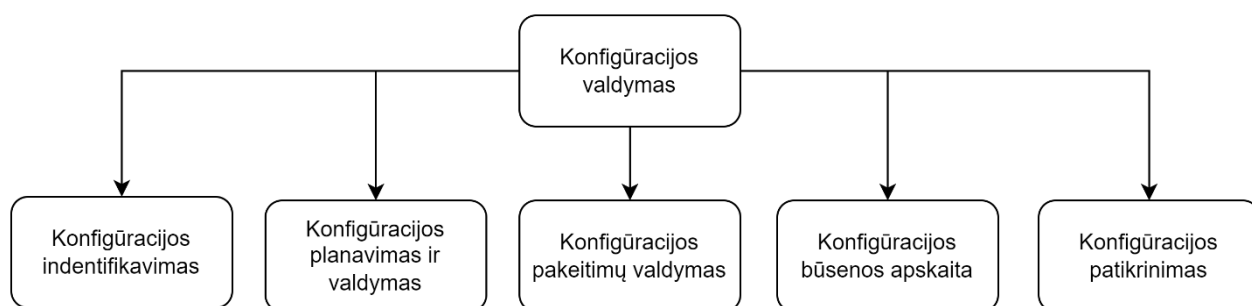 Konfigūracijos
valdymas
Konfigūracijos
indentifikavimas
Konfigūracijos
planavimas ir
valdymas
Konfigūracijos
pakeitimų valdymas
Konfigūracijos
būsenos apskaita
Konfigūracijos
patikrinimas